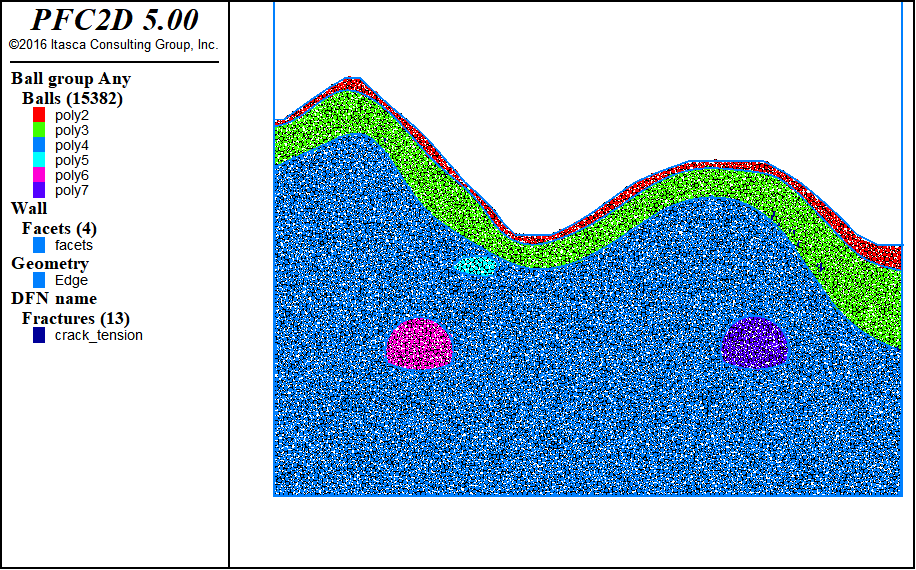 PFC2D 5.00
©2016 Itasca Consulting Group, Inc.
Ball group Any
Balls (15382)
poly2
poly3
poly4
poly5
poly6
poly7
Wall
Facets (4)
facets
Geometry
Edge
DFN name
Fractures (13)
crack_tension